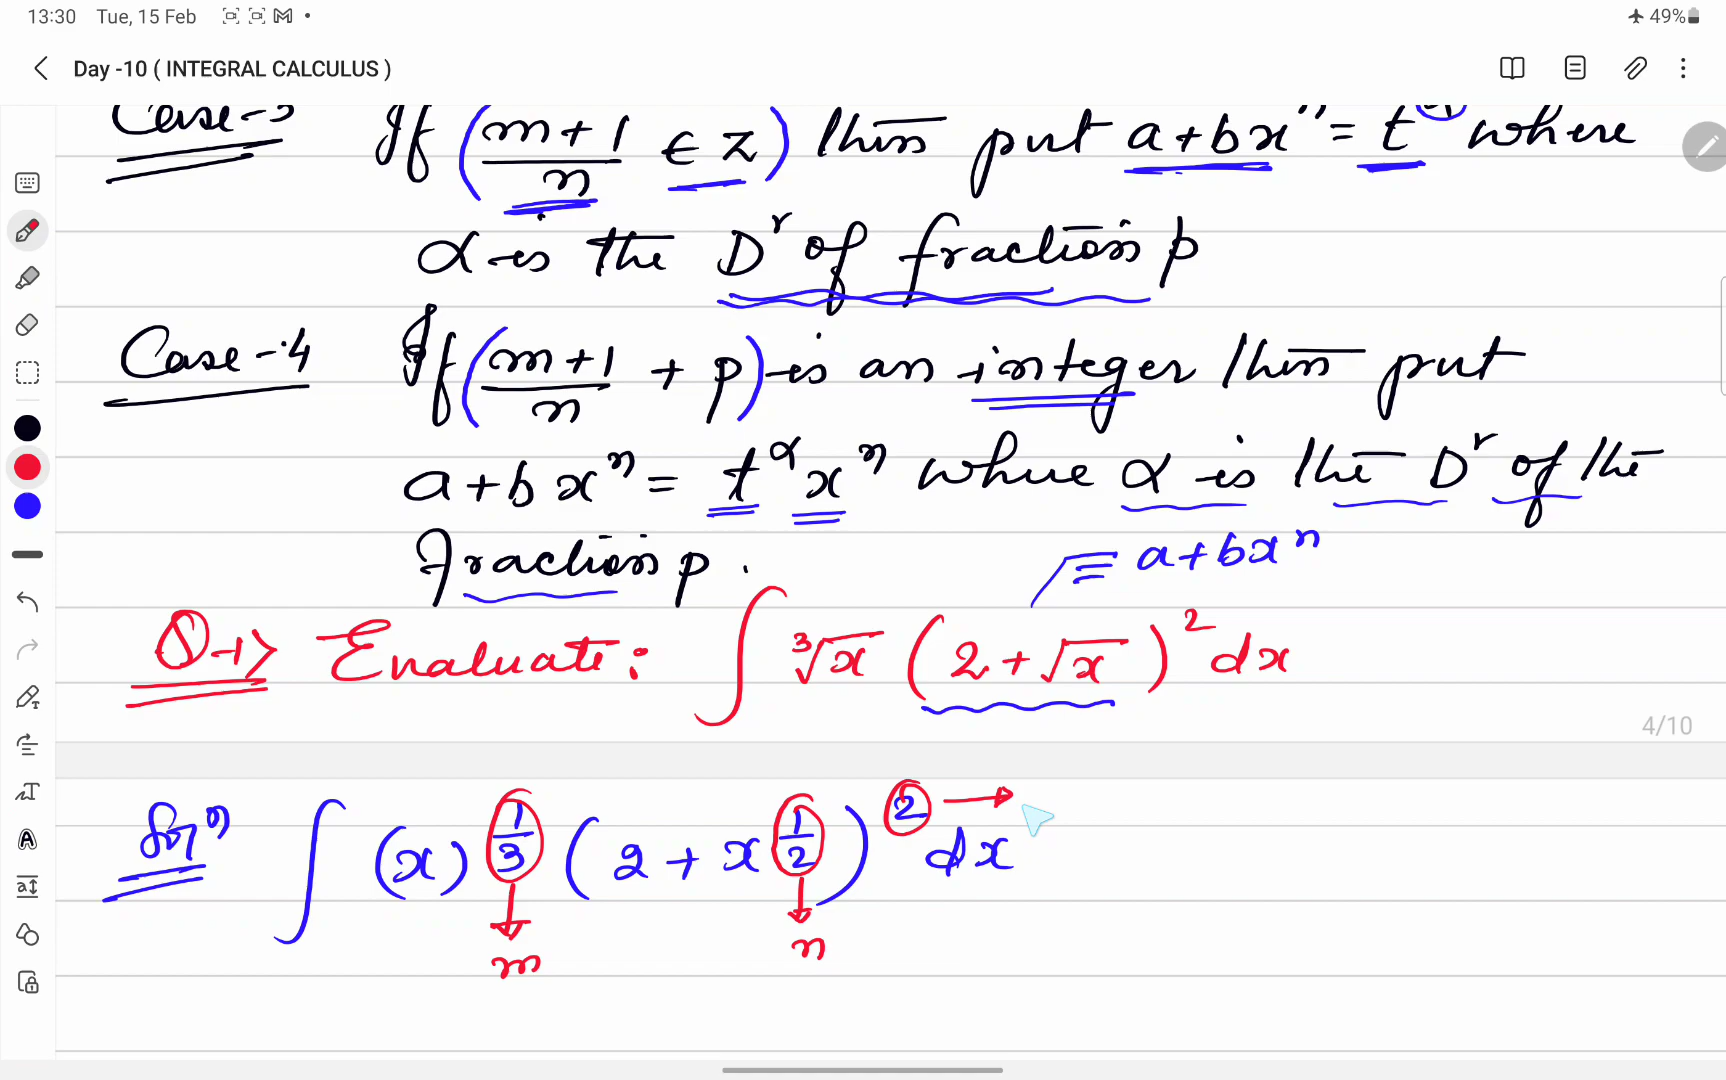 13:30 Tue, 15 Feb 49%
Day -10 ( INTEGRAL CALCULUS )
Case-3 If (m+1/n ∈ z) then put a+bxⁿ = t^α where
α is the Dʳ of fraction p
Case-4 If (m+1/n + p) is an integer then put
a+bxⁿ = t^α xⁿ where α is the Dʳ of the
Fraction p.
= a+bxⁿ
Q-1> Evaluate: ∫ ∛x (2+√x)² dx
4/10
Solⁿ ∫ (x)^1/3 (2 + x^1/2)² dx →
m n